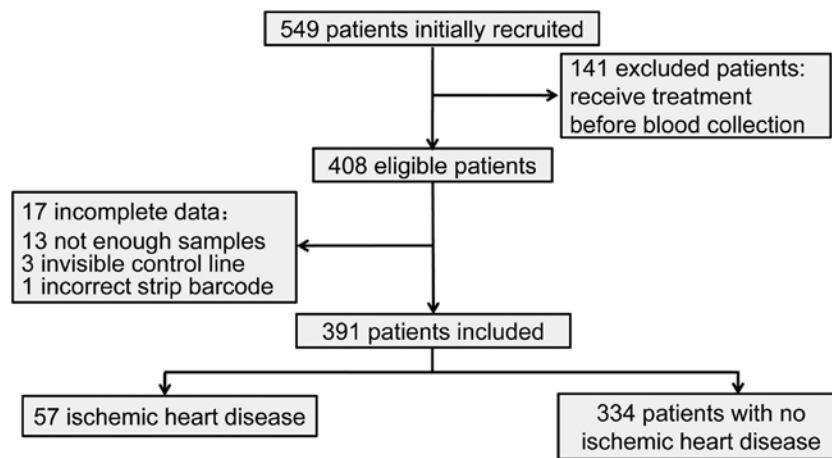 549 patients initially recruited
141 excluded patients:
receive treatment
before blood collection
408 eligible patients
17 incomplete data：
13 not enough samples
3 invisible control line
1 incorrect strip barcode
391 patients included
57 ischemic heart disease
334 patients with no
ischemic heart disease